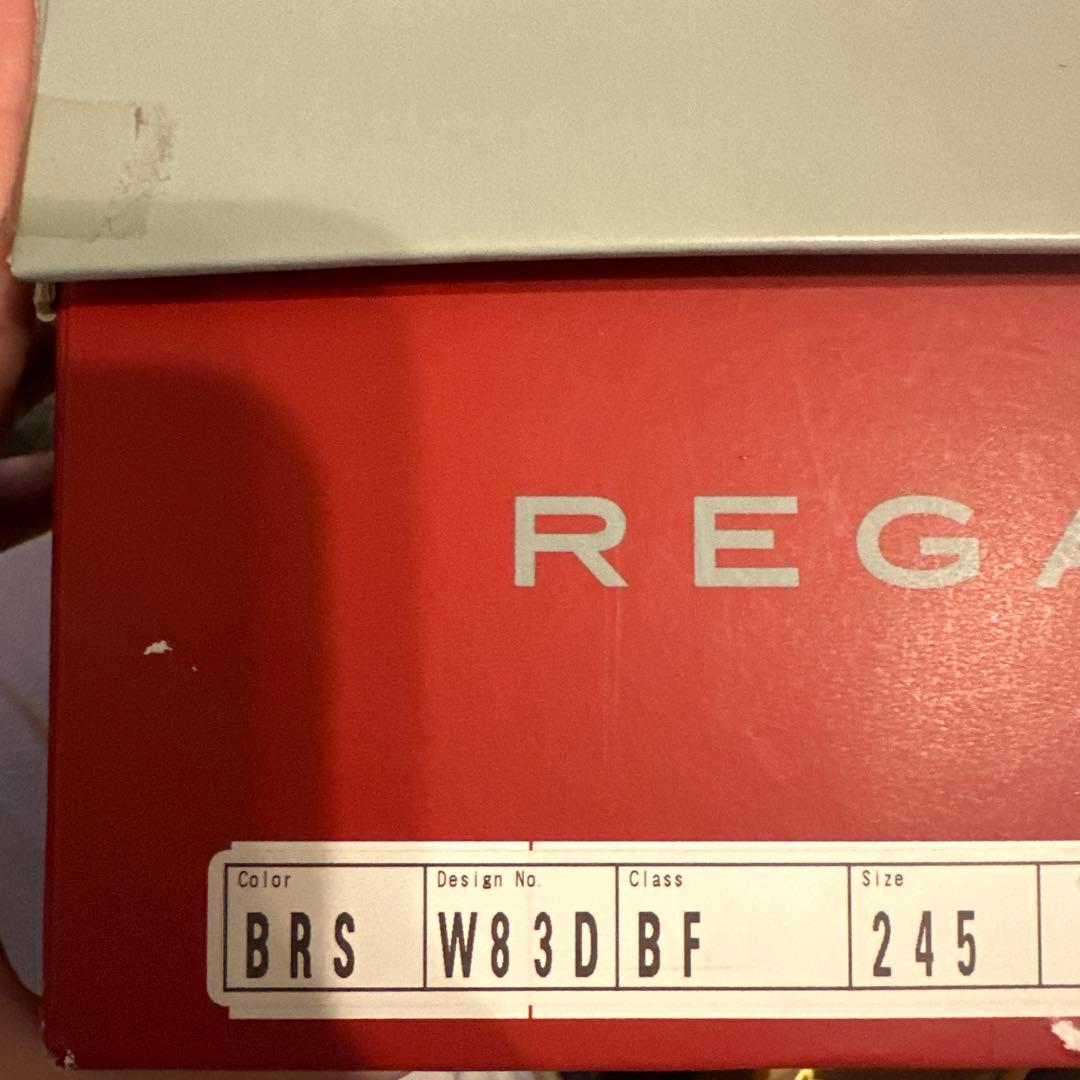 REGA
Color Design No. Class Size
BRS W83D BF 245